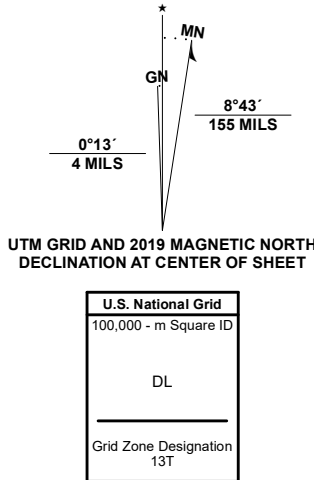 ★
MN
GN
8°43´
155 MILS
0°13´
4 MILS
UTM GRID AND 2019 MAGNETIC NORTH
DECLINATION AT CENTER OF SHEET
U.S. National Grid
100,000 - m Square ID
DL
Grid Zone Designation
13T